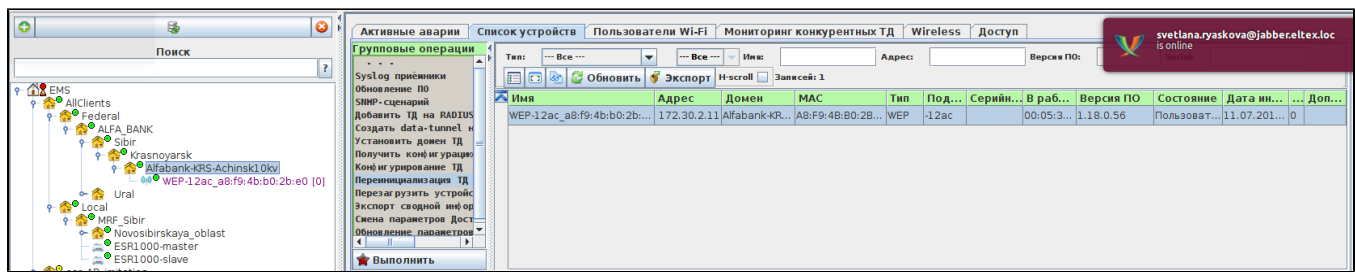 Поиск
?
EMS
AllClients
Federal
ALFA_BANK
Sibir
Krasnoyarsk
Alfabank-KRS-Achinsk10kv
WEP-12ac_a8:f9:4b:b0:2b:e0 [0]
Ural
Local
MRF_Sibir
Novosibirskaya_oblast
ESR1000-master
ESR1000-slave
Активные аварии Список устройств Пользователи Wi-Fi Мониторинг конкурентных ТД Wireless Доступ
Групповые операции
- - -
Syslog приёмники
Обновление ПО
SNMP-сценарий
Добавить ТД на RADIUS
Создать data-tunnel н
Установить домен ТД
Получить конфигурацию
Конфигурирование ТД
Переинициализация ТД
Перезагрузить устройс
Экспорт сводной инфор
Смена параметров Дост
Обновление параметров
Выполнить
Тип: --- Все --- -- Все --- Имя: Адрес: Версия ПО:
Обновить Экспорт H-scroll Записей: 1
Имя Адрес Домен MAC Тип Под... Серийн... В раб... Версия ПО Состояние Дата ин... ... Доп...
WEP-12ac_a8:f9:4b:b0:2b:... 172.30.2.11 Alfabank-KR... A8:F9:4B:B0:2B... WEP -12ac 00:05:3... 1.18.0.56 Пользоват... 11.07.201... 0
svetlana.ryaskova@jabber.eltex.loc
is online